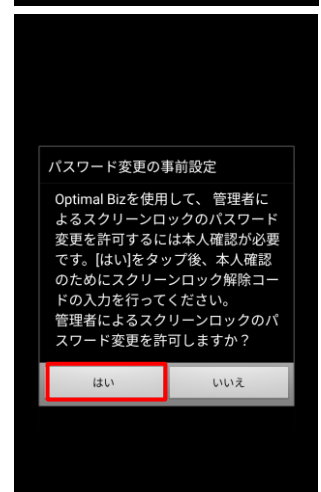 パスワード変更の事前設定
Optimal Bizを使用して、 管理者に
よるスクリーンロックのパスワード
変更を許可するには本人確認が必要
です。[はい]をタップ後、本人確認
のためにスクリーンロック解除コー
ドの入力を行ってください。
管理者によるスクリーンロックのパ
スワード変更を許可しますか？
はい
いいえ